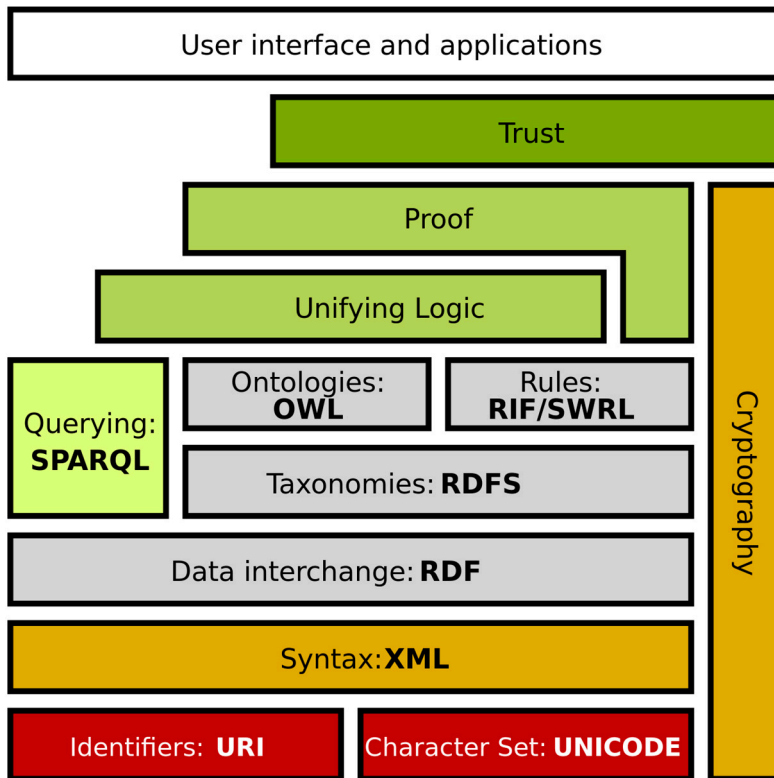 User interface and applications
Trust
Proof
Unifying Logic
Ontologies:
OWL
Rules:
RIF/SWRL
Querying:
SPARQL
Taxonomies: RDFS
Cryptography
Data interchange: RDF
Syntax: XML
Identifiers: URI
Character Set: UNICODE